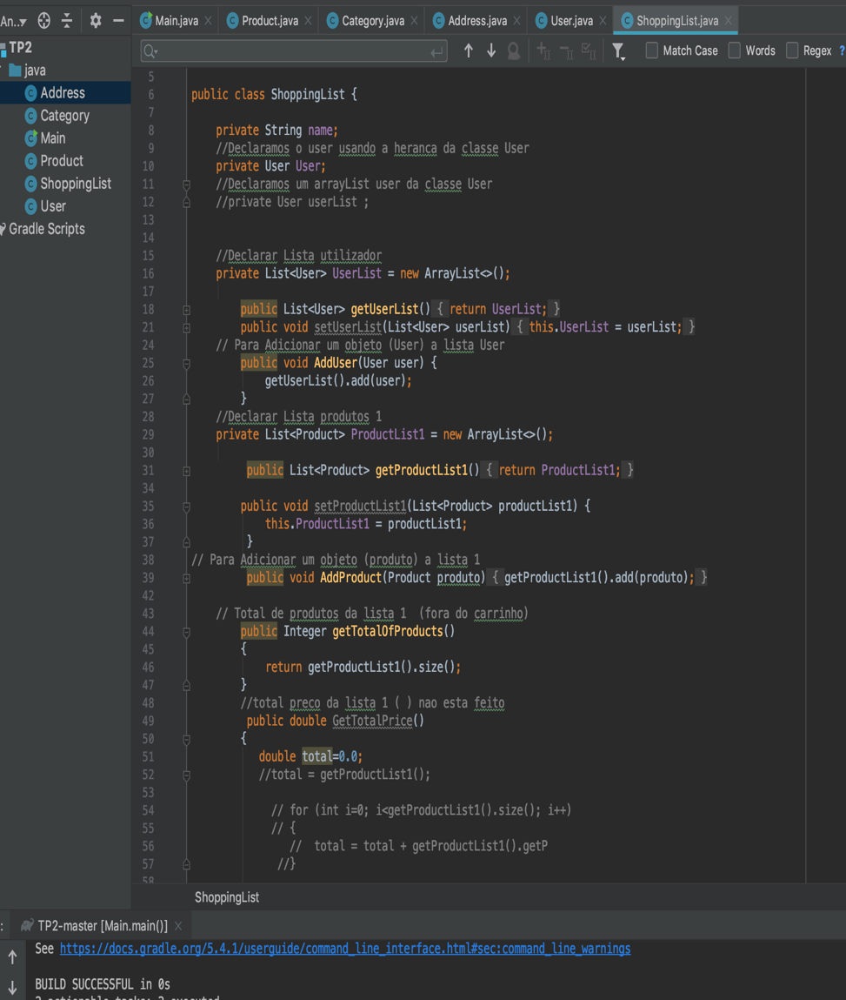 An... Main.java Product.java Category.java Address.java User.java ShoppingList.java
TP2
java
Address
Category
Main
Product
ShoppingList
User
Gradle Scripts
Match Case Words Regex ?
5
6 public class ShoppingList {
7
8 private String name;
9 //Declaramos o user usando a heranca da classe User
10 private User User;
11 //Declaramos um arrayList user da classe User
12 //private User userList ;
13
14
15 //Declarar Lista utilizador
16 private List<User> UserList = new ArrayList<>();
17
18 public List<User> getUserList() { return UserList; }
21 public void setUserList(List<User> userList) { this.UserList = userList; }
24 // Para Adicionar um objeto (User) a lista User
25 public void AddUser(User user) {
26 getUserList().add(user);
27 }
28 //Declarar Lista produtos 1
29 private List<Product> ProductList1 = new ArrayList<>();
30
31 public List<Product> getProductList1() { return ProductList1; }
34
35 public void setProductList1(List<Product> productList1) {
36 this.ProductList1 = productList1;
37 }
38 // Para Adicionar um objeto (produto) a lista 1
39 public void AddProduct(Product produto) { getProductList1().add(produto); }
42
43 // Total de produtos da lista 1 (fora do carrinho)
44 public Integer getTotalOfProducts()
45 {
46 return getProductList1().size();
47 }
48 //total preco da lista 1 ( ) nao esta feito
49 public double GetTotalPrice()
50 {
51 double total=0.0;
52 //total = getProductList1();
53
54 // for (int i=0; i<getProductList1().size(); i++)
55 // {
56 // total = total + getProductList1().getP
57 //}
58
ShoppingList
: TP2-master [Main.main()]
See https://docs.gradle.org/5.4.1/userguide/command_line_interface.html#sec:command_line_warnings
BUILD SUCCESSFUL in 0s
2 actionable tasks: 2 executed